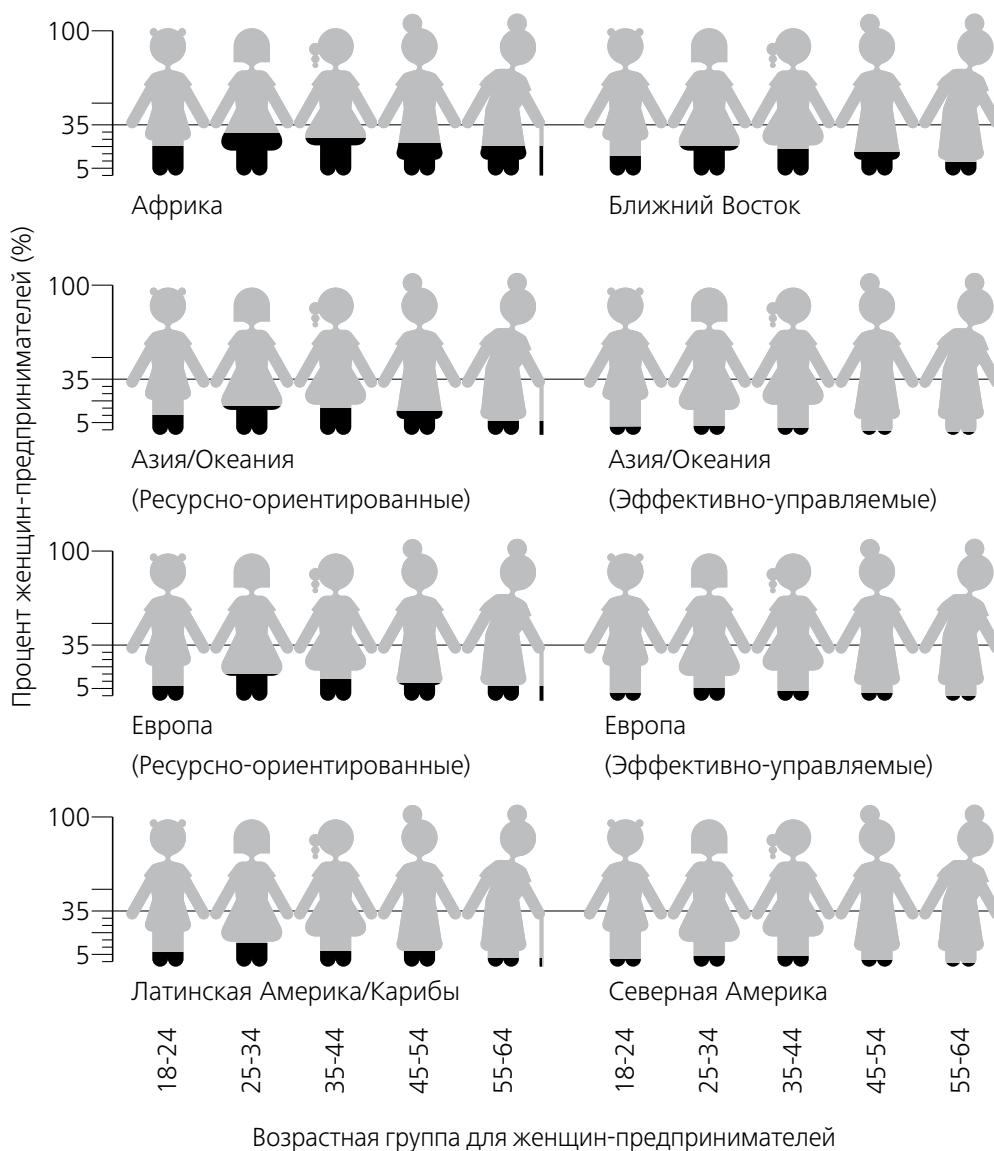 Процент женщин-предпринимателей (%)
100
35
5
Африка
Ближний Восток
100
35
5
Азия/Океания
(Ресурсно-ориентированные)
Азия/Океания
(Эффективно-управляемые)
100
35
5
Европа
(Ресурсно-ориентированные)
Европа
(Эффективно-управляемые)
100
35
5
Латинская Америка/Карибы
Северная Америка
18-24
25-34
35-44
45-54
55-64
18-24
25-34
35-44
45-54
55-64
Возрастная группа для женщин-предпринимателей